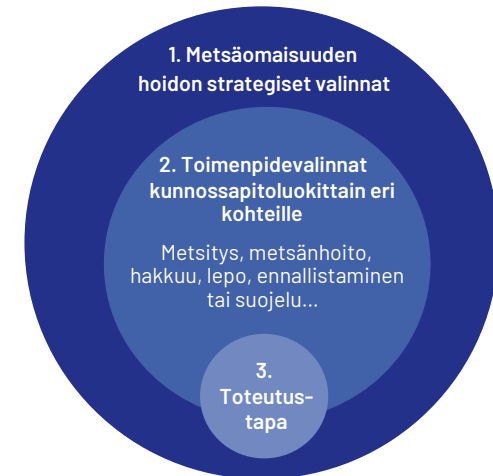 1. Metsäomaisuuden
hoidon strategiset valinnat
2. Toimenpidevalinnat
kunnossapitoluokittain eri
kohteille
Metsitys, metsänhoito,
hakkuu, lepo, ennallistaminen
tai suojelu...
3.
Toteutus-
tapa